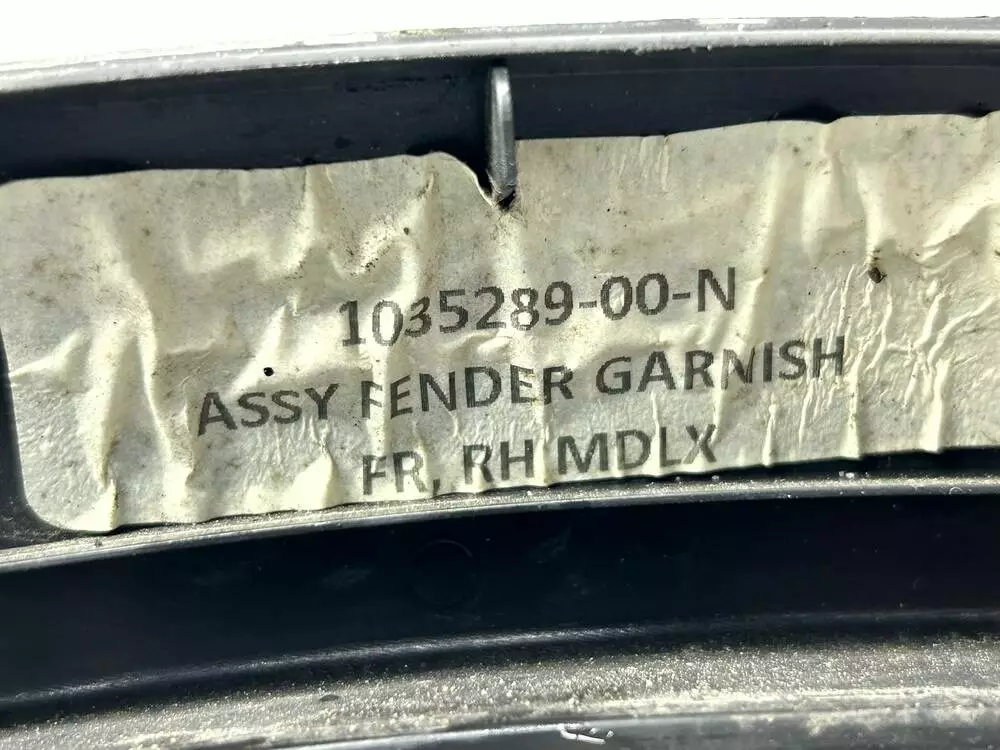 1035289-00-N
ASSY FENDER GARNISH
FR, RH MDLX